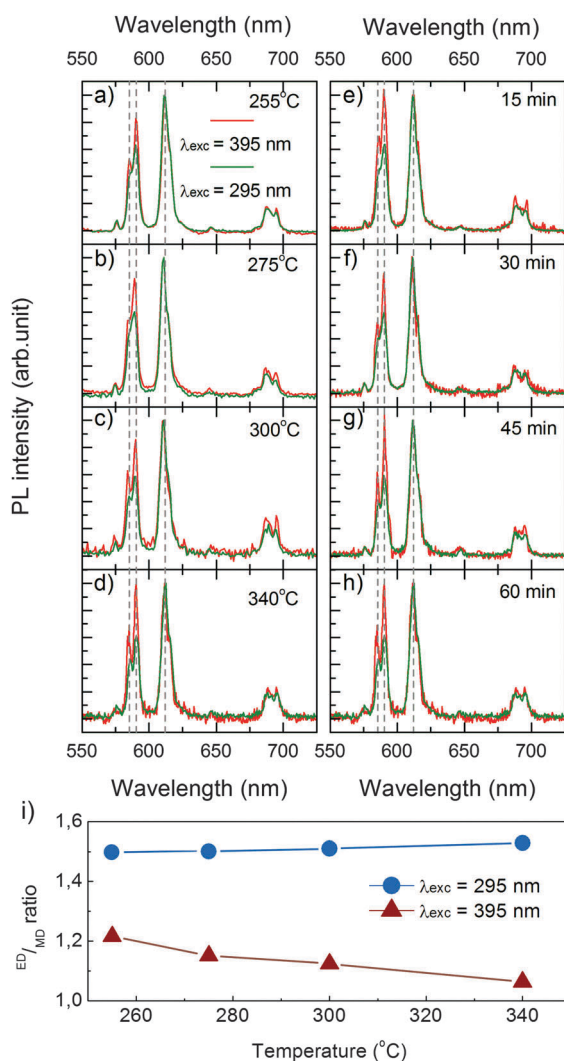 Wavelength (nm) Wavelength (nm)
550 600 650 700 550 600 650 700
a) 255°C e) 15 min
λexc = 395 nm
λexc = 295 nm
b) 275°C f) 30 min
c) 300°C g) 45 min
d) 340°C h) 60 min
PL intensity (arb.unit)
550 600 650 700 550 600 650 700
Wavelength (nm) Wavelength (nm)
i)
1,6
1,4
1,2
1,0
ED/MD ratio
λexc = 295 nm
λexc = 395 nm
260 280 300 320 340
Temperature (°C)